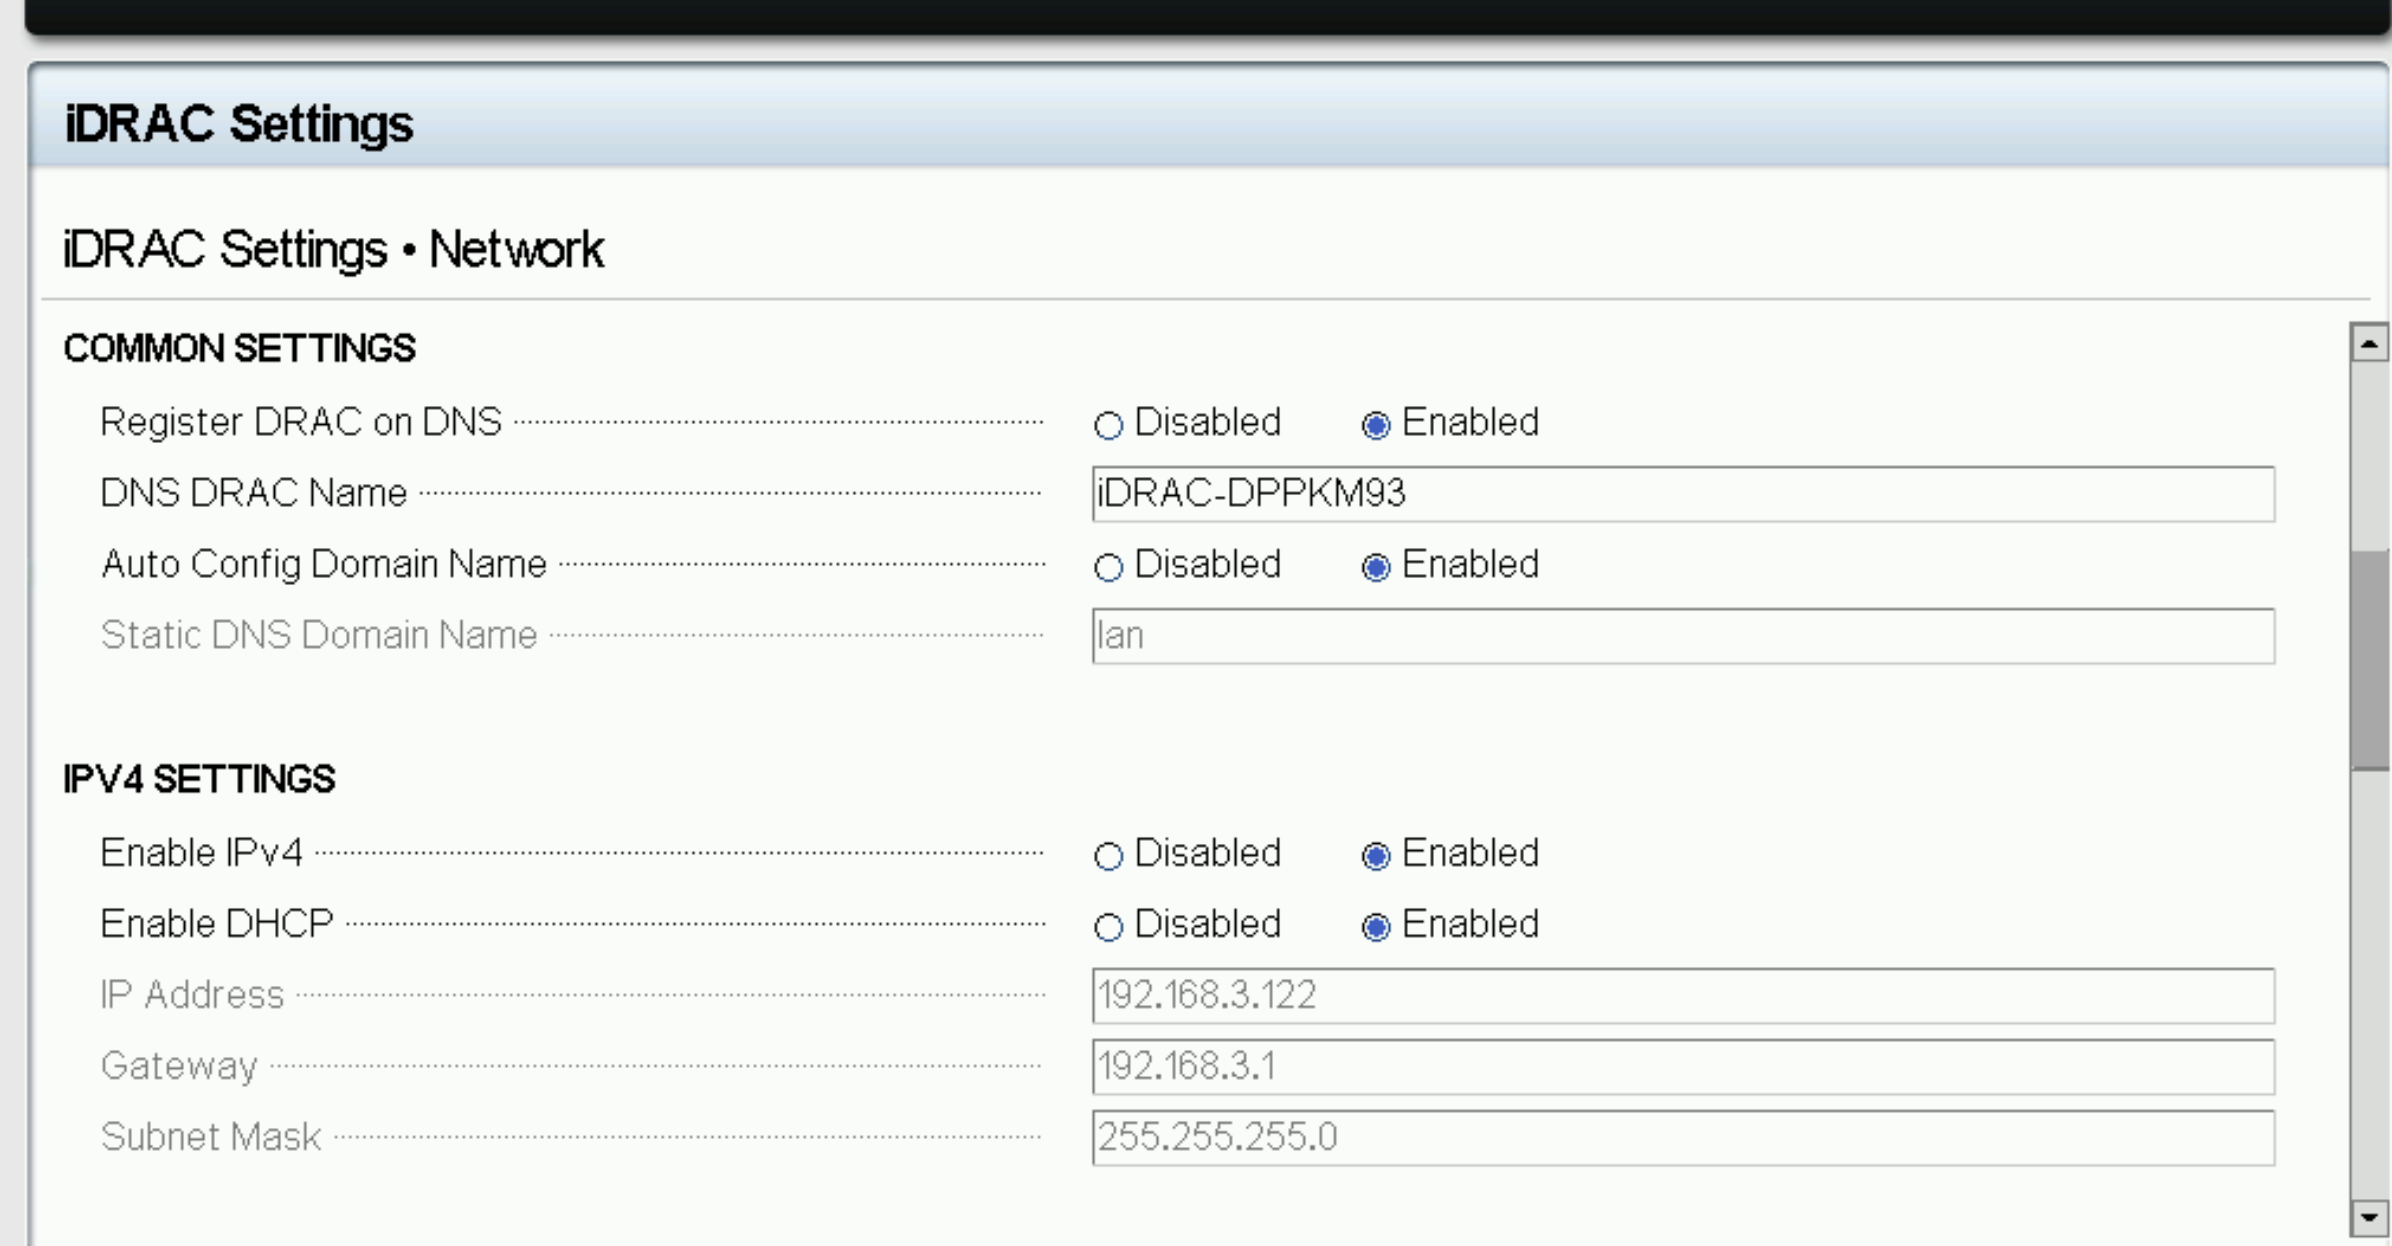 iDRAC Settings
iDRAC Settings • Network
COMMON SETTINGS
Register DRAC on DNS Disabled Enabled
DNS DRAC Name iDRAC-DPPKM93
Auto Config Domain Name Disabled Enabled
Static DNS Domain Name lan
IPV4 SETTINGS
Enable IPv4 Disabled Enabled
Enable DHCP Disabled Enabled
IP Address 192.168.3.122
Gateway 192.168.3.1
Subnet Mask 255.255.255.0